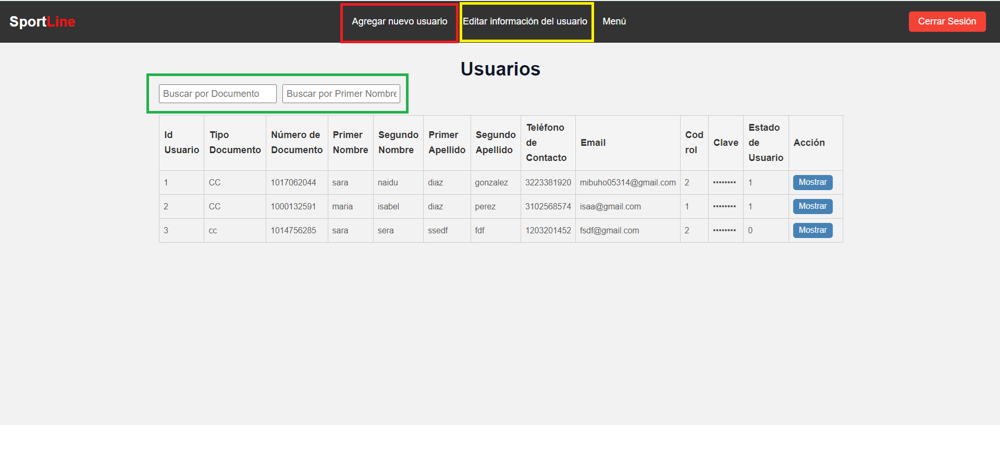 SportLine Agregar nuevo usuario Editar información del usuario Menú Cerrar Sesión
Usuarios
Buscar por Documento Buscar por Primer Nombre
Id Usuario Tipo Documento Número de Documento Primer Nombre Segundo Nombre Primer Apellido Segundo Apellido Teléfono de Contacto Email Cod rol Clave Estado de Usuario Acción
1 CC 1017062044 sara naidu diaz gonzalez 3223381920 mibuho05314@gmail.com 2 •••••••• 1 Mostrar
2 CC 1000132591 maria isabel diaz perez 3102568574 isaa@gmail.com 1 •••••••• 1 Mostrar
3 cc 1014756285 sara sera ssedf fdf 1203201452 fsdf@gmail.com 2 •••••••• 0 Mostrar